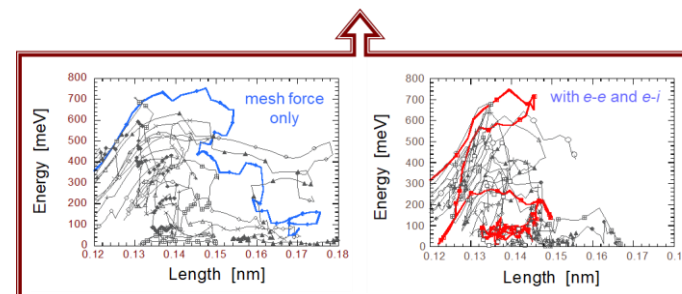 800
700
600
500
400
300
200
100
0
Energy [meV]
mesh force
only
0.12 0.13 0.14 0.15 0.16 0.17 0.18
Length [nm]
800
700
600
500
400
300
200
100
0
Energy [meV]
with e-e and e-i
0.12 0.13 0.14 0.15 0.16 0.17 0.1
Length [nm]